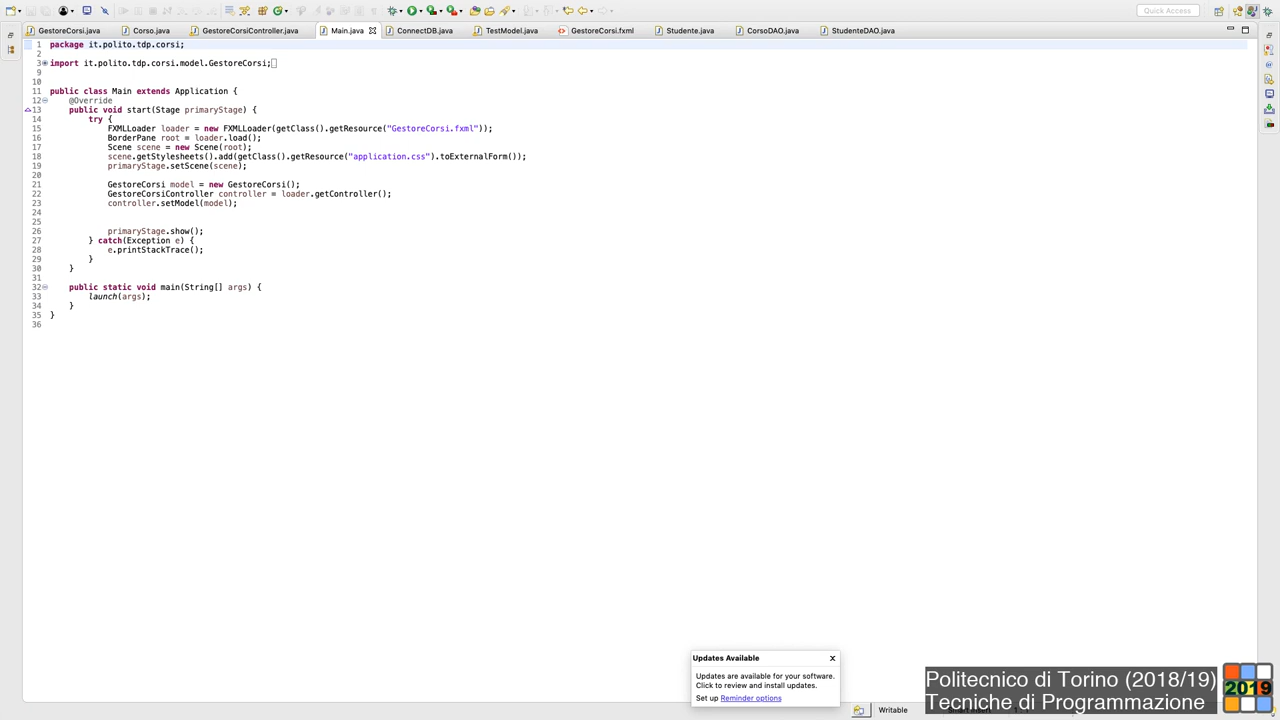 Quick Access
GestoreCorsi.java
Corso.java
GestoreCorsiController.java
Main.java
ConnectDB.java
TestModel.java
GestoreCorsi.fxml
Studente.java
CorsoDAO.java
StudenteDAO.java
1 package it.polito.tdp.corsi;
2
3 import it.polito.tdp.corsi.model.GestoreCorsi;
9
10
11 public class Main extends Application {
12 @Override
13 public void start(Stage primaryStage) {
14 try {
15 FXMLLoader loader = new FXMLLoader(getClass().getResource("GestoreCorsi.fxml"));
16 BorderPane root = loader.load();
17 Scene scene = new Scene(root);
18 scene.getStylesheets().add(getClass().getResource("application.css").toExternalForm());
19 primaryStage.setScene(scene);
20
21 GestoreCorsi model = new GestoreCorsi();
22 GestoreCorsiController controller = loader.getController();
23 controller.setModel(model);
24
25
26 primaryStage.show();
27 } catch(Exception e) {
28 e.printStackTrace();
29 }
30 }
31
32 public static void main(String[] args) {
33 launch(args);
34 }
35 }
36
Updates Available
Updates are available for your software.
Click to review and install updates.
Set up Reminder options
Writable
Politecnico di Torino (2018/19)
Tecniche di Programmazione
2019